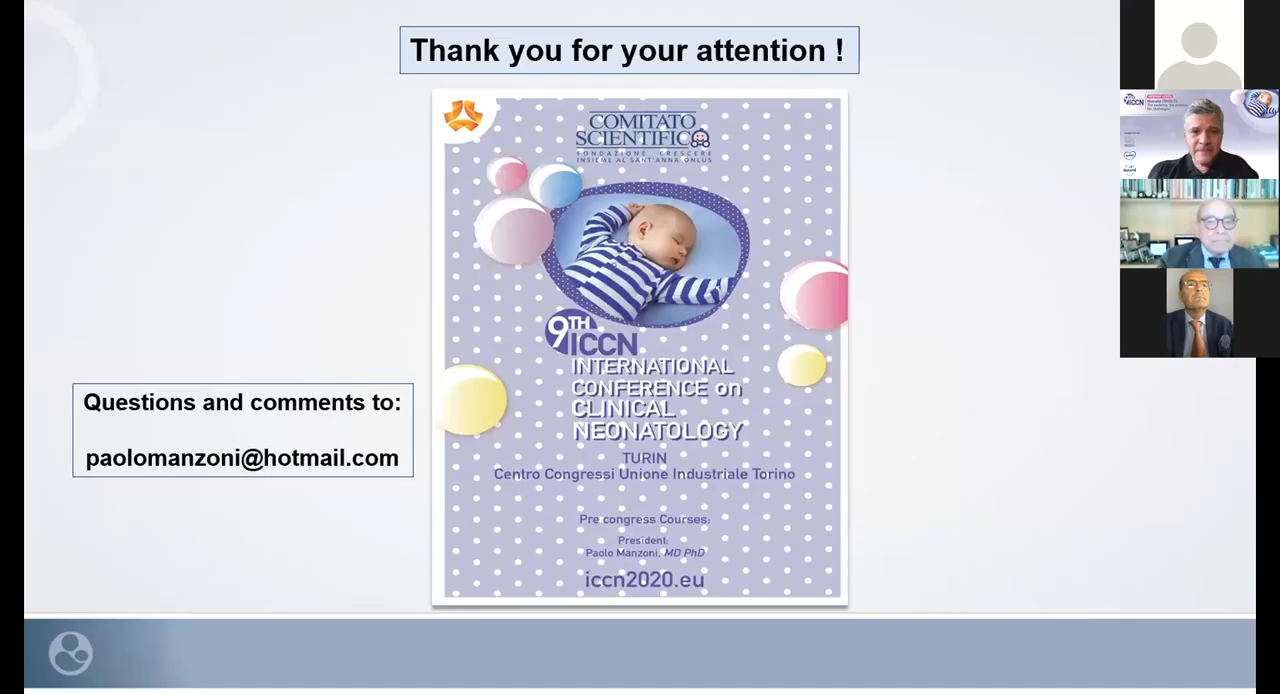 Thank you for your attention !
COMITATO
SCIENTIFICO
FONDAZIONE CRESCERE
INSIEME AL SANT'ANNA-ONLUS
9TH
ICCN
INTERNATIONAL
CONFERENCE on
CLINICAL
NEONATOLOGY
TURIN
Centro Congressi Unione Industriale Torino
Pre congress Courses:
President:
Paolo Manzoni, MD PhD
iccn2020.eu
Questions and comments to:
paolomanzoni@hotmail.com
ICCN